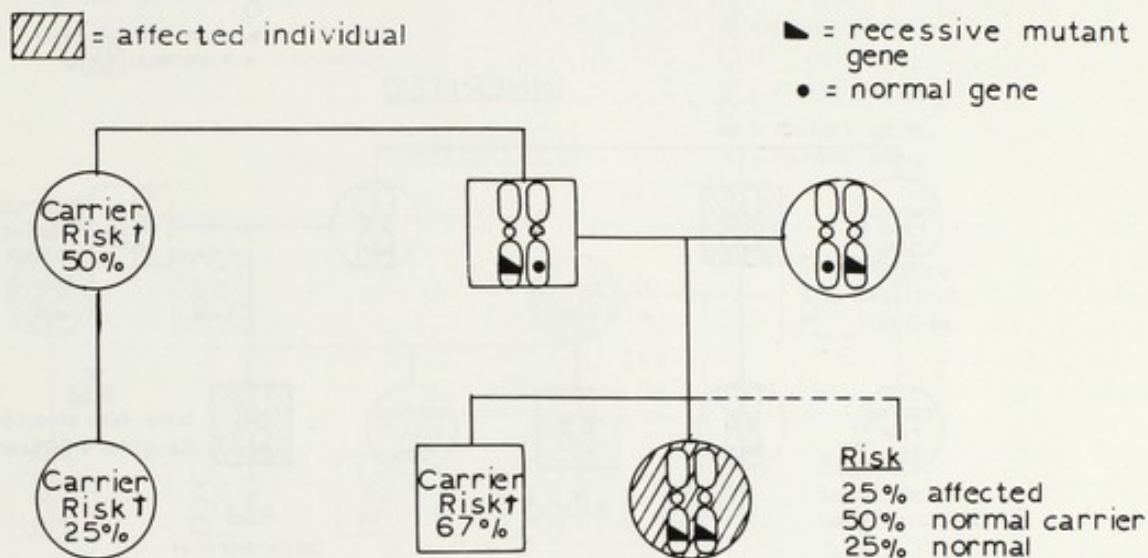 = affected individual
= recessive mutant
gene
= normal gene
Carrier
Risk†
50%
Carrier
Risk†
25%
Carrier
Risk†
67%
Risk
25% affected
50% normal carrier
25% normal